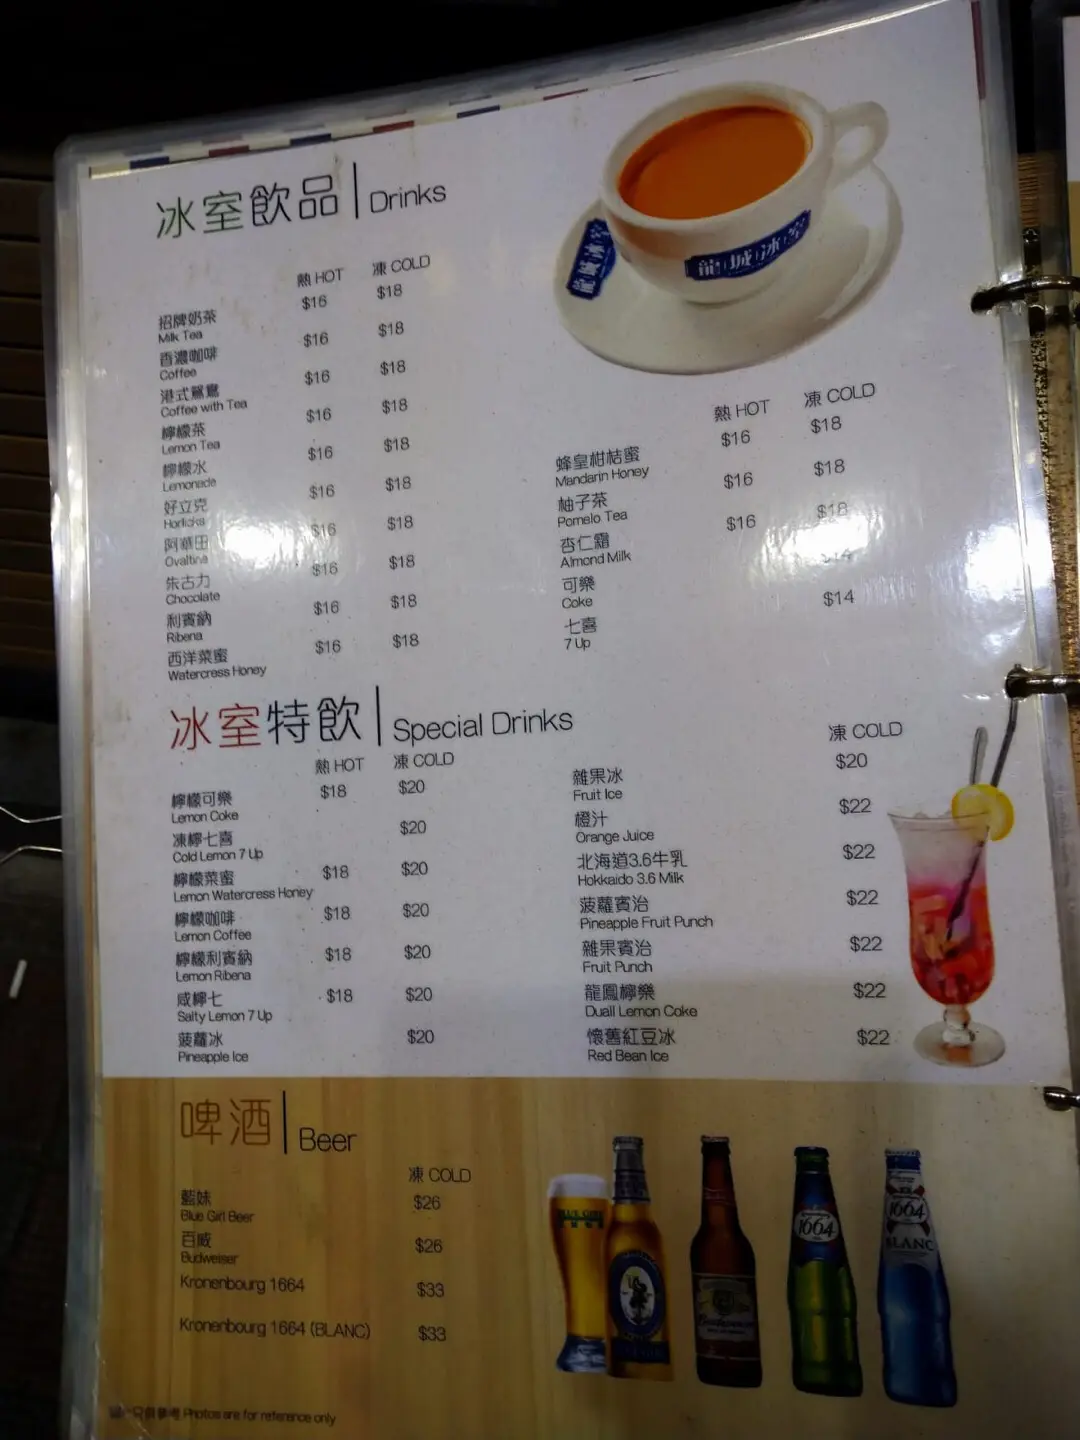 冰室飲品 Drinks
熱 HOT 凍 COLD
招牌奶茶 $16 $18
Milk Tea
香濃咖啡 $16 $18
Coffee
港式鴛鴦 $16 $18
Coffee with Tea
檸檬茶 $16 $18
Lemon Tea
檸檬水 $16 $18
Lemonade
好立克 $16 $18
Horlicks
阿華田 $16 $18
Ovaltine
朱古力 $16 $18
Chocolate
利賓納 $16 $18
Ribena
西洋菜蜜 $16 $18
Watercress Honey
龍城冰室
熱 HOT 凍 COLD
蜂皇柑桔蜜 $16 $18
Mandarin Honey
柚子茶 $16 $18
Pomelo Tea
杏仁霜 $16 $18
Almond Milk
可樂 $14
Coke
七喜 $14
7 Up
冰室特飲 Special Drinks
熱 HOT 凍 COLD
檸檬可樂 $18 $20
Lemon Coke
凍檸七喜 $20
Cold Lemon 7 Up
檸檬菜蜜 $18 $20
Lemon Watercress Honey
檸檬咖啡 $18 $20
Lemon Coffee
檸檬利賓納 $18 $20
Lemon Ribena
咸檸七 $18 $20
Salty Lemon 7 Up
菠蘿冰 $20
Pineapple Ice
凍 COLD
雜果冰 $20
Fruit Ice
橙汁 $22
Orange Juice
北海道3.6牛乳 $22
Hokkaido 3.6 Milk
菠蘿賓治 $22
Pineapple Fruit Punch
雜果賓治 $22
Fruit Punch
龍鳳檸樂 $22
Duall Lemon Coke
懷舊紅豆冰 $22
Red Bean Ice
啤酒 Beer
凍 COLD
藍妹 $26
Blue Girl Beer
百威 $26
Budweiser
Kronenbourg 1664 $33
Kronenbourg 1664 (BLANC) $33
BLUE GIRL
Budweiser
1664
1664
BLANC
只供參考 Photos are for reference only